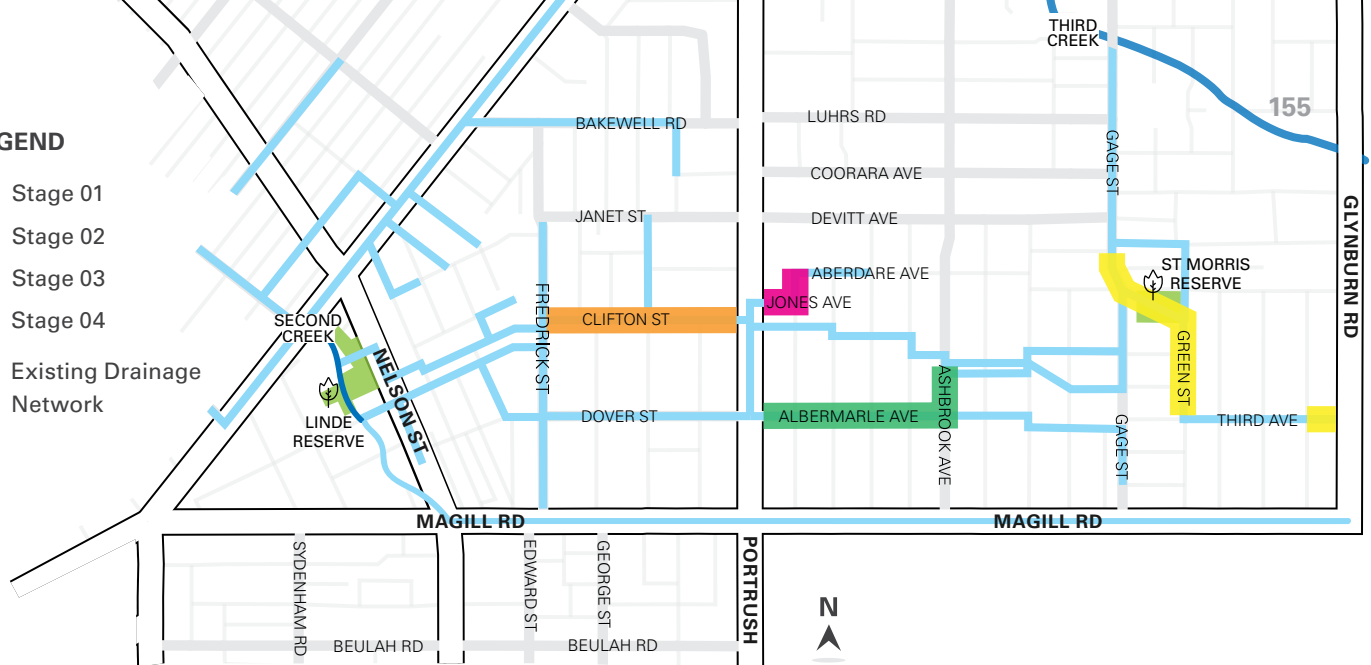 GEND
Stage 01
Stage 02
Stage 03
Stage 04
Existing Drainage
Network
THIRD
CREEK
155
BAKEWELL RD
LUHRS RD
COORARA AVE
GAGE ST
JANET ST
DEVITT AVE
GLYNBURN RD
ABERDARE AVE
ST MORRIS
RESERVE
JONES AVE
FREDRICK ST
CLIFTON ST
SECOND
CREEK
NELSON ST
GREEN ST
LINDE
RESERVE
DOVER ST
ALBERMARLE AVE
ASHBROOK AVE
GAGE ST
THIRD AVE
MAGILL RD
MAGILL RD
SYDENHAM RD
EDWARD ST
GEORGE ST
PORTRUSH
BEULAH RD
BEULAH RD
N